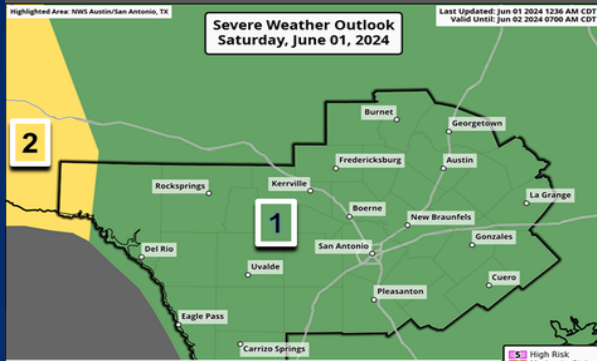 Highlighted Area: NWS Austin/San Antonio, TX
Severe Weather Outlook
Saturday, June 01, 2024
Last Updated: Jun 01 2024 1236 AM CDT
Valid Until: Jun 02 2024 0700 AM CDT
Burnet
Georgetown
2
Fredericksburg
Austin
Rocksprings
Kerrville
La Grange
Boerne
New Braunfels
1
Gonzales
San Antonio
Del Rio
Uvalde
Cuero
Pleasanton
Eagle Pass
Carrizo Springs
5 High Risk